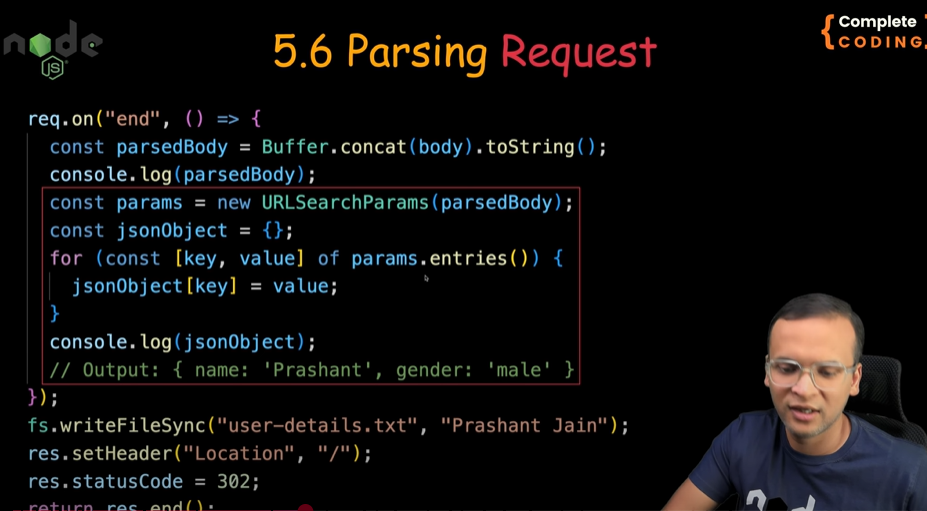 node
JS
5.6 Parsing Request
{ Complete
CODING
req.on("end", () => {
const parsedBody = Buffer.concat(body).toString();
console.log(parsedBody);
const params = new URLSearchParams(parsedBody);
const jsonObject = {};
for (const [key, value] of params.entries()) {
jsonObject[key] = value;
}
console.log(jsonObject);
// Output: { name: 'Prashant', gender: 'male' }
});
fs.writeFileSync("user-details.txt", "Prashant Jain");
res.setHeader("Location", "/");
res.statusCode = 302;
return res.end();